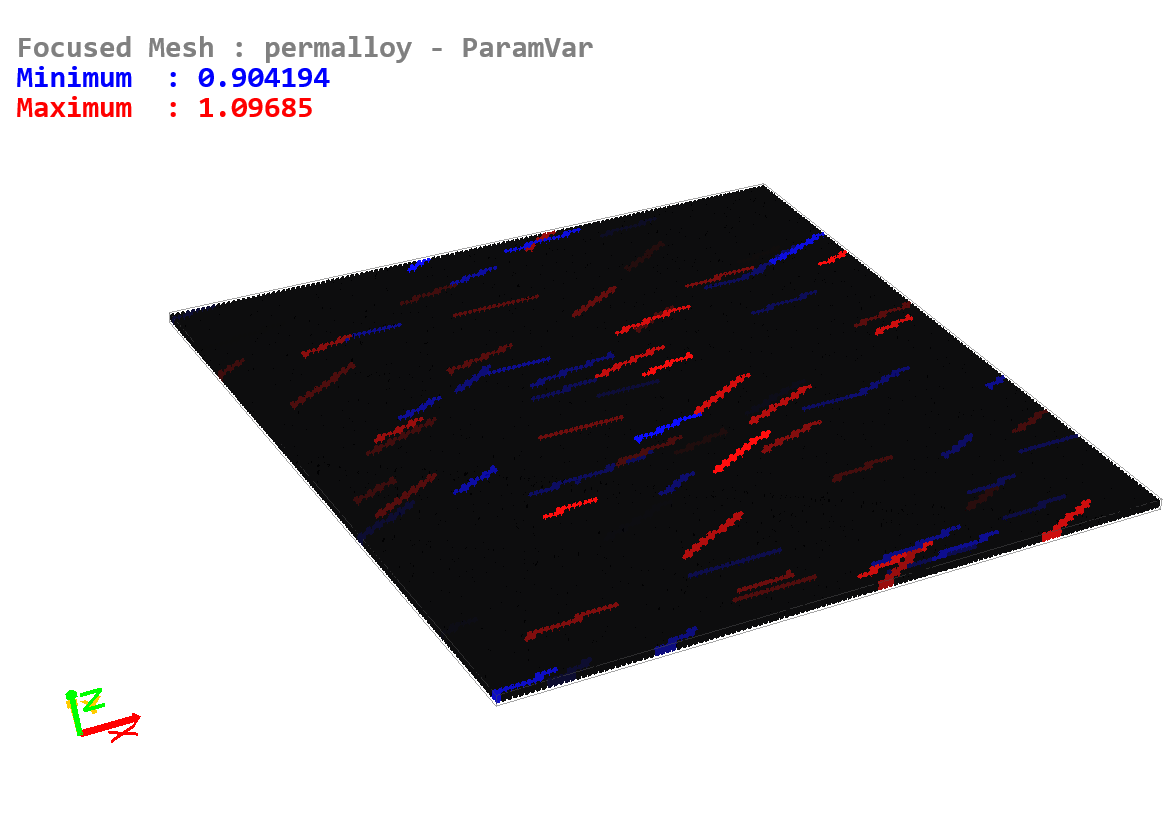 Focused Mesh : permalloy - ParamVar
Minimum  : 0.904194
Maximum  : 1.09685
Z
X